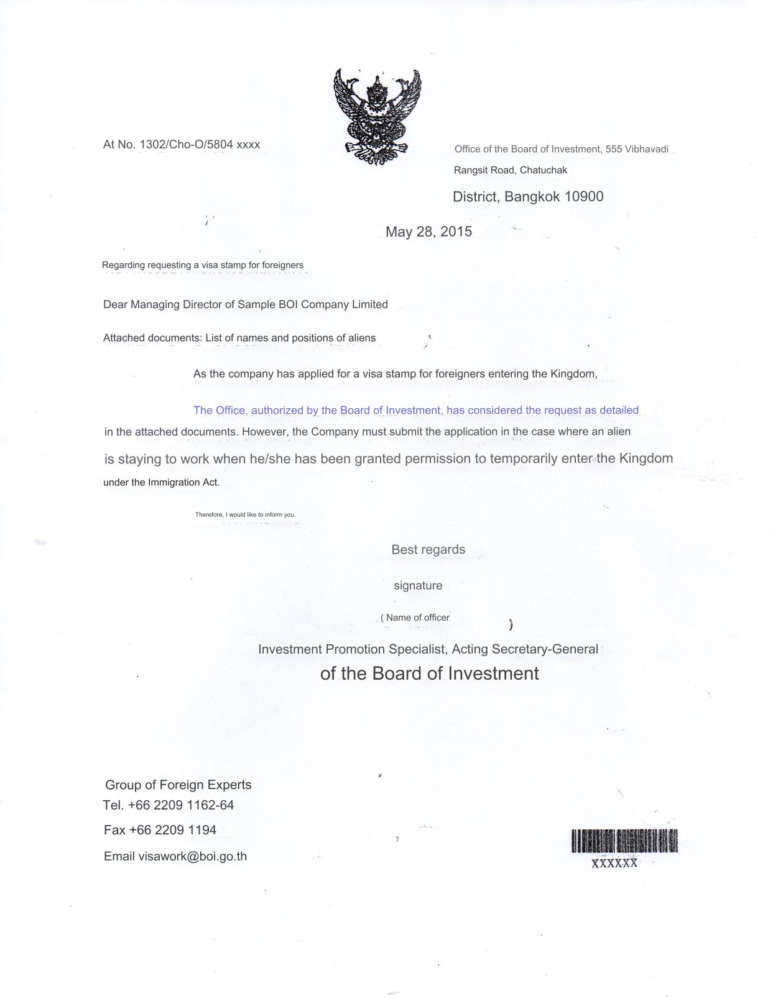 At No. 1302/Cho-O/5804 xxxx
Office of the Board of Investment, 555 Vibhavadi
Rangsit Road, Chatuchak
District, Bangkok 10900
May 28, 2015
Regarding requesting a visa stamp for foreigners
Dear Managing Director of Sample BOI Company Limited
Attached documents: List of names and positions of aliens
As the company has applied for a visa stamp for foreigners entering the Kingdom,
The Office, authorized by the Board of Investment, has considered the request as detailed
in the attached documents. However, the Company must submit the application in the case where an alien
is staying to work when he/she has been granted permission to temporarily enter the Kingdom
under the Immigration Act.
Therefore, I would like to inform you.
Best regards
signature
( Name of officer )
Investment Promotion Specialist, Acting Secretary-General
of the Board of Investment
Group of Foreign Experts
Tel. +66 2209 1162-64
Fax +66 2209 1194
Email visawork@boi.go.th
XXXXXX